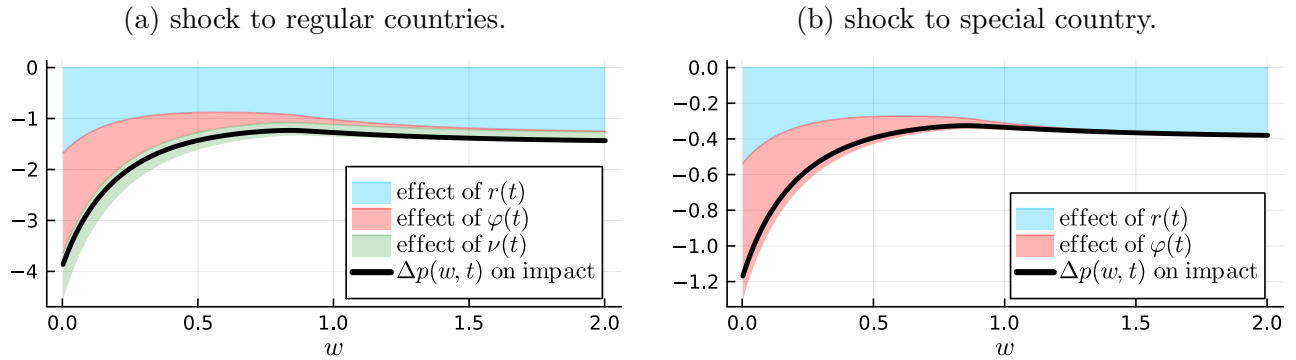 (a) shock to regular countries.
0
−1
−2
−3
−4
0.0 0.5 1.0 1.5 2.0
w
effect of r(t)
effect of φ(t)
effect of ν(t)
Δp(w, t) on impact
(b) shock to special country.
0.0
−0.2
−0.4
−0.6
−0.8
−1.0
−1.2
0.0 0.5 1.0 1.5 2.0
w
effect of r(t)
effect of φ(t)
Δp(w, t) on impact